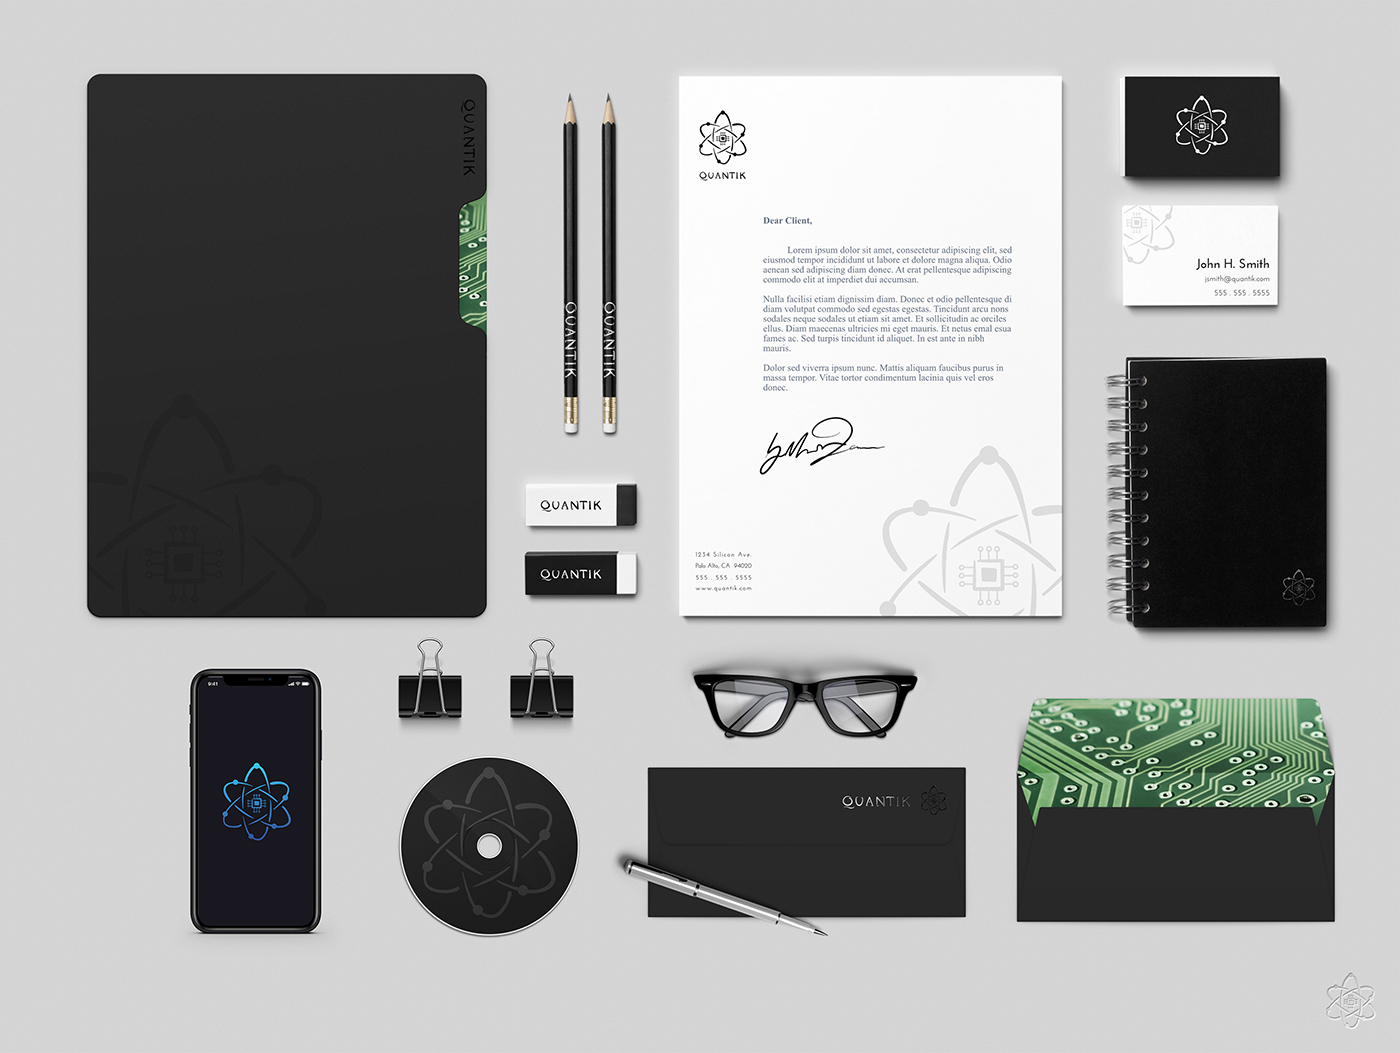 QUANTIK
QUANTIK
QUANTIK
QUANTIK
QUANTIK
QUANTIK
Dear Client,
Lorem ipsum dolor sit amet, consectetur adipiscing elit, sed
eiusmod tempor incididunt ut labore et dolore magna aliqua. Odio
aenean sed adipiscing diam donec. At erat pellentesque adipiscing
commodo elit at imperdiet dui accumsan.
Nulla facilisi etiam dignissim diam. Donec et odio pellentesque di
diam volutpat commodo sed egestas egestas. Tincidunt arcu nons
sodales neque sodales ut etiam sit amet. Et sollicitudin ac orciles
ellus. Diam maecenas ultricies mi eget mauris. Et netus emal esua
fames ac. Sed turpis tincidunt id aliquet. In est ante in nibh
mauris.
Dolor sed viverra ipsum nunc. Mattis aliquam faucibus purus in
massa tempor. Vitae tortor condimentum lacinia quis vel eros
donec.
1234 Silicon Ave.
Palo Alto, CA 94020
555 . 555 . 5555
www.quantik.com
John H. Smith
jsmith@quantik.com
555 . 555 . 5555
9:41
QUANTIK